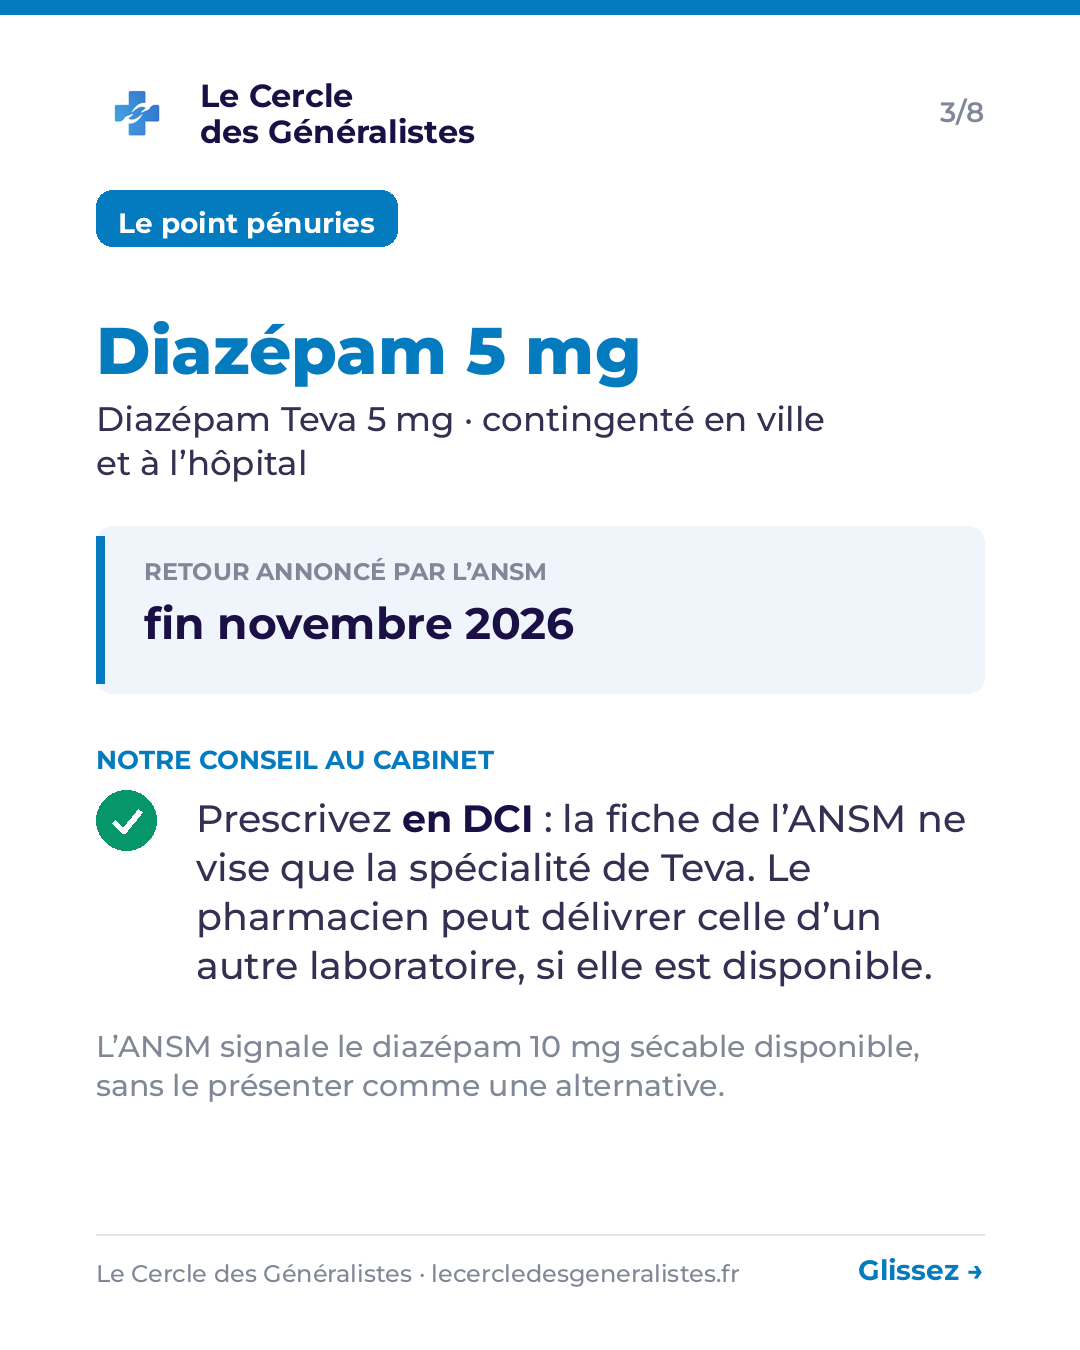 Le Cercle
des Généralistes
3/8
Le point pénuries
Diazépam 5 mg
Diazépam Teva 5 mg · contingenté en ville
et à l’hôpital
RETOUR ANNONCÉ PAR L’ANSM
fin novembre 2026
NOTRE CONSEIL AU CABINET
Prescrivez en DCI : la fiche de l’ANSM ne
vise que la spécialité de Teva. Le
pharmacien peut délivrer celle d’un
autre laboratoire, si elle est disponible.
L’ANSM signale le diazépam 10 mg sécable disponible,
sans le présenter comme une alternative.
Le Cercle des Généralistes · lecercledesgeneralistes.fr
Glissez →